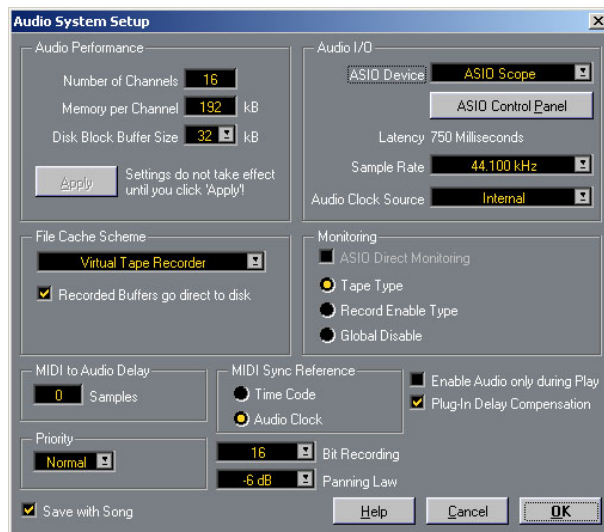 Audio System Setup
Audio Performance
Number of Channels 16
Memory per Channel 192 kB
Disk Block Buffer Size 32 kB
Apply
Settings do not take effect
until you click 'Apply'!
Audio I/O
ASIO Device ASIO Scope
ASIO Control Panel
Latency 750 Milliseconds
Sample Rate 44.100 kHz
Audio Clock Source Internal
File Cache Scheme
Virtual Tape Recorder
Recorded Buffers go direct to disk
Monitoring
ASIO Direct Monitoring
Tape Type
Record Enable Type
Global Disable
MIDI to Audio Delay
0 Samples
MIDI Sync Reference
Time Code
Audio Clock
Enable Audio only during Play
Plug-In Delay Compensation
Priority
Normal
16 Bit Recording
-6 dB Panning Law
Save with Song
Help
Cancel
OK